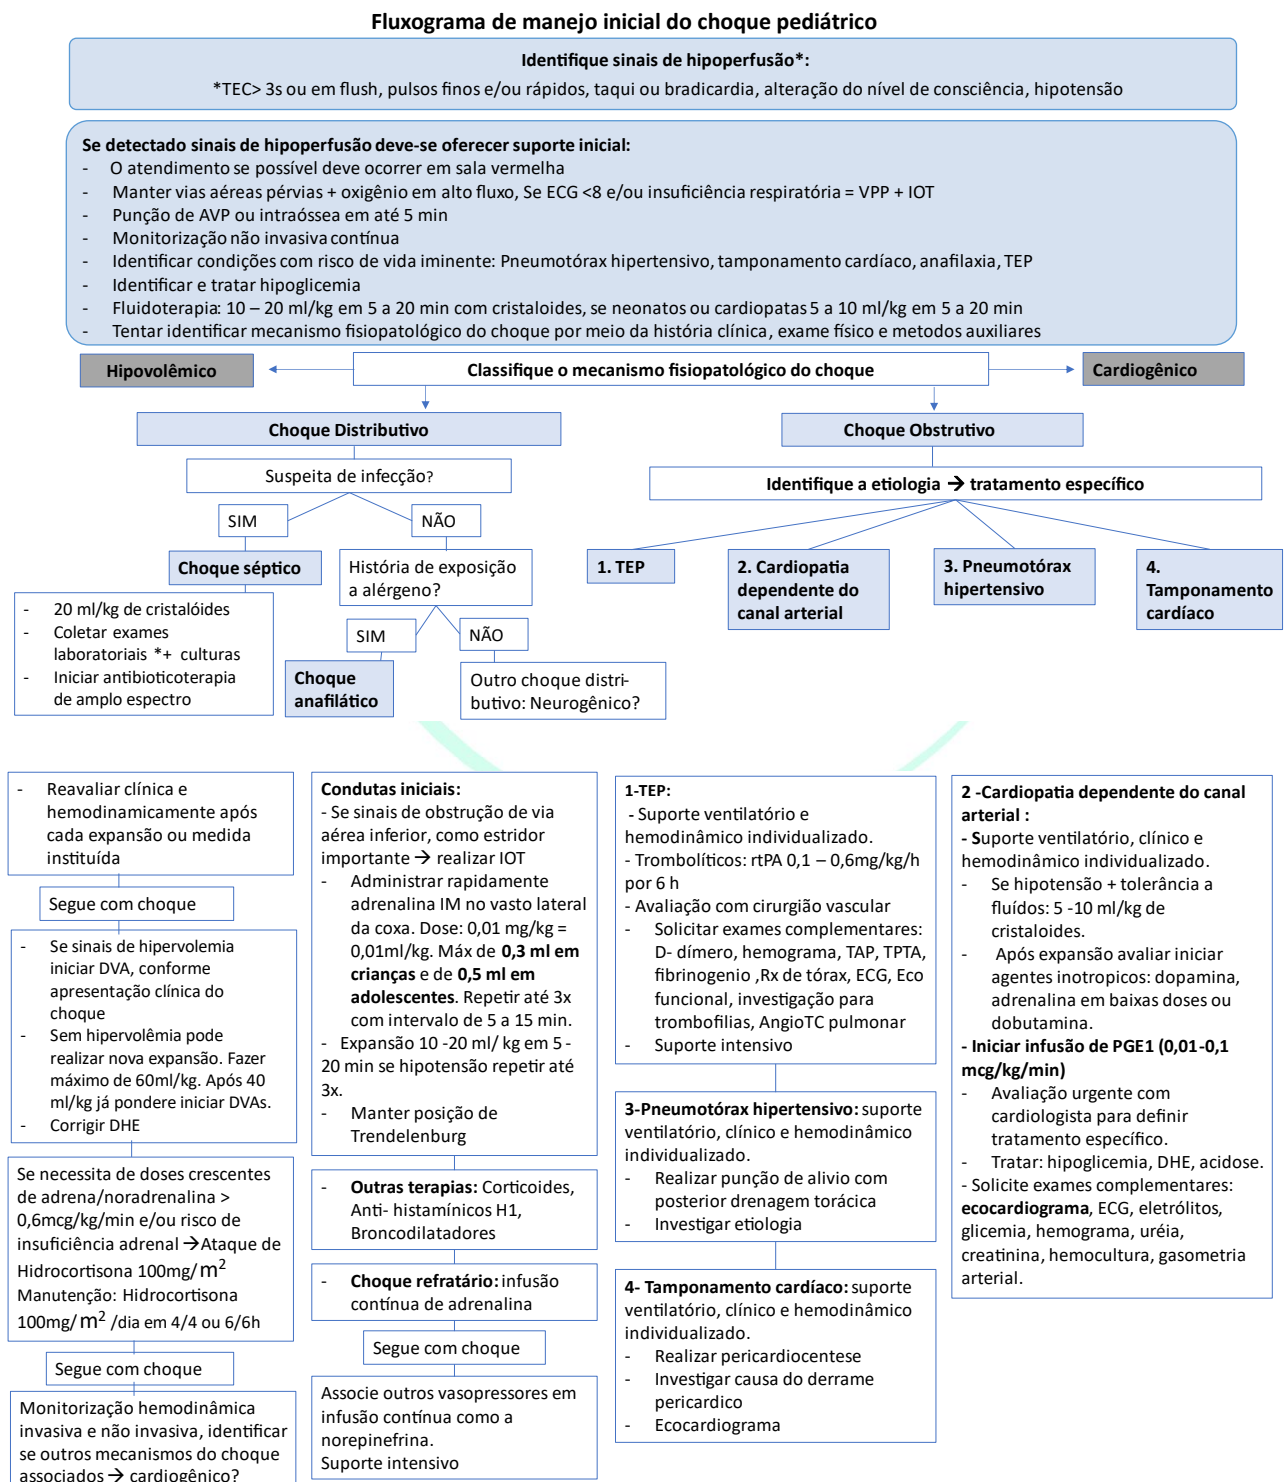 Fluxograma de manejo inicial do choque pediátrico
Identifique sinais de hipoperfusão*:
*TEC> 3s ou em flush, pulsos finos e/ou rápidos, taqui ou bradicardia, alteração do nível de consciência, hipotensão
Se detectado sinais de hipoperfusão deve-se oferecer suporte inicial:
- O atendimento se possível deve ocorrer em sala vermelha
- Manter vias aéreas pérvias + oxigênio em alto fluxo, Se ECG <8 e/ou insuficiência respiratória = VPP + IOT
- Punção de AVP ou intraóssea em até 5 min
- Monitorização não invasiva contínua
- Identificar condições com risco de vida iminente: Pneumotórax hipertensivo, tamponamento cardíaco, anafilaxia, TEP
- Identificar e tratar hipoglicemia
- Fluidoterapia: 10 – 20 ml/kg em 5 a 20 min com cristaloides, se neonatos ou cardiopatas 5 a 10 ml/kg em 5 a 20 min
- Tentar identificar mecanismo fisiopatológico do choque por meio da história clínica, exame físico e metodos auxiliares
Hipovolêmico
Classifique o mecanismo fisiopatológico do choque
Cardiogênico
Choque Distributivo
Choque Obstrutivo
Suspeita de infecção?
Identifique a etiologia → tratamento específico
SIM
NÃO
Choque séptico
- 20 ml/kg de cristalóides
- Coletar exames
laboratoriais *+ culturas
- Iniciar antibioticoterapia
de amplo espectro
História de exposição
a alérgeno?
SIM
NÃO
Choque
anafilático
Outro choque distri-
butivo: Neurogênico?
1. TEP
2. Cardiopatia
dependente do
canal arterial
3. Pneumotórax
hipertensivo
4.
Tamponamento
cardíaco
- Reavaliar clínica e
hemodinamicamente após
cada expansão ou medida
instituída
Segue com choque
- Se sinais de hipervolemia
iniciar DVA, conforme
apresentação clínica do
choque
- Sem hipervolêmia pode
realizar nova expansão. Fazer
máximo de 60ml/kg. Após 40
ml/kg já pondere iniciar DVAs.
- Corrigir DHE
Se necessita de doses crescentes
de adrena/noradrenalina >
0,6mcg/kg/min e/ou risco de
insuficiência adrenal →Ataque de
Hidrocortisona 100mg/m²
Manutenção: Hidrocortisona
100mg/ m² /dia em 4/4 ou 6/6h
Segue com choque
Monitorização hemodinâmica
invasiva e não invasiva, identificar
se outros mecanismos do choque
associados → cardiogênico?
Condutas iniciais:
- Se sinais de obstrução de via
aérea inferior, como estridor
importante → realizar IOT
- Administrar rapidamente
adrenalina IM no vasto lateral
da coxa. Dose: 0,01 mg/kg =
0,01ml/kg. Máx de 0,3 ml em
crianças e de 0,5 ml em
adolescentes. Repetir até 3x
com intervalo de 5 a 15 min.
- Expansão 10 -20 ml/ kg em 5 -
20 min se hipotensão repetir até
3x.
- Manter posição de
Trendelenburg
- Outras terapias: Corticoides,
Anti- histamínicos H1,
Broncodilatadores
- Choque refratário: infusão
contínua de adrenalina
Segue com choque
Associe outros vasopressores em
infusão contínua como a
norepinefrina.
Suporte intensivo
1-TEP:
- Suporte ventilatório e
hemodinâmico individualizado.
- Trombolíticos: rtPA 0,1 – 0,6mg/kg/h
por 6 h
- Avaliação com cirurgião vascular
- Solicitar exames complementares:
D- dímero, hemograma, TAP, TPTA,
fibrinogenio ,Rx de tórax, ECG, Eco
funcional, investigação para
trombofilias, AngioTC pulmonar
- Suporte intensivo
3-Pneumotórax hipertensivo: suporte
ventilatório, clínico e hemodinâmico
individualizado.
- Realizar punção de alivio com
posterior drenagem torácica
- Investigar etiologia
4- Tamponamento cardíaco: suporte
ventilatório, clínico e hemodinâmico
individualizado.
- Realizar pericardiocentese
- Investigar causa do derrame
pericardico
- Ecocardiograma
2 -Cardiopatia dependente do canal
arterial :
- Suporte ventilatório, clínico e
hemodinâmico individualizado.
- Se hipotensão + tolerância a
fluídos: 5 -10 ml/kg de
cristaloides.
- Após expansão avaliar iniciar
agentes inotropicos: dopamina,
adrenalina em baixas doses ou
dobutamina.
- Iniciar infusão de PGE1 (0,01-0,1
mcg/kg/min)
- Avaliação urgente com
cardiologista para definir
tratamento específico.
- Tratar: hipoglicemia, DHE, acidose.
- Solicite exames complementares:
ecocardiograma, ECG, eletrólitos,
glicemia, hemograma, uréia,
creatinina, hemocultura, gasometria
arterial.